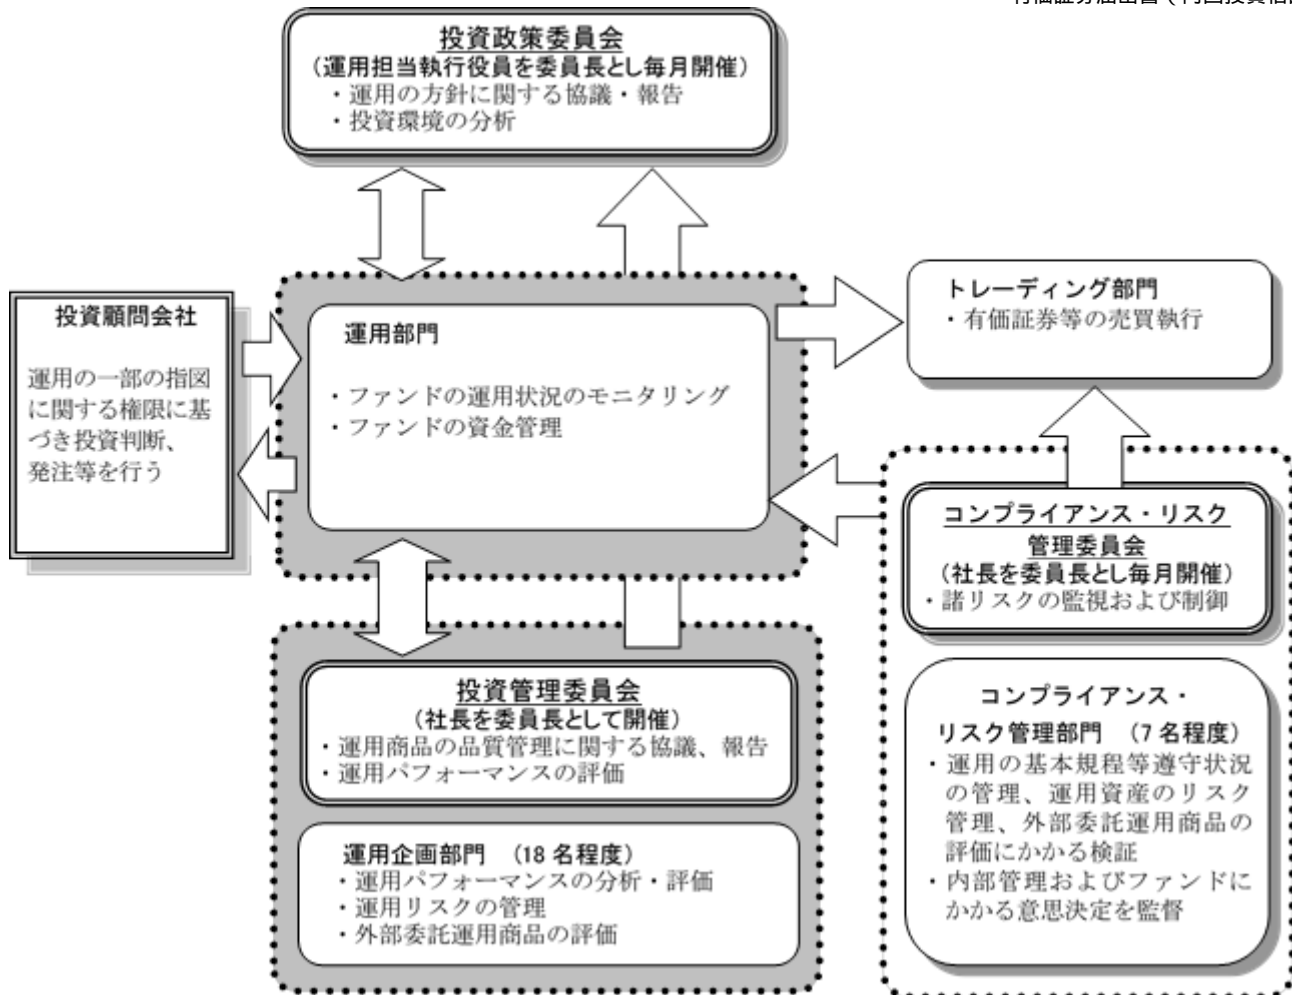 投資政策委員会
（運用担当執行役員を委員長とし毎月開催）
・運用の方針に関する協議・報告
・投資環境の分析
投資顧問会社
運用の一部の指図
に関する権限に基
づき投資判断、
発注等を行う
運用部門
・ファンドの運用状況のモニタリング
・ファンドの資金管理
トレーディング部門
・有価証券等の売買執行
コンプライアンス・リスク
管理委員会
（社長を委員長とし毎月開催）
・諸リスクの監視および制御
投資管理委員会
（社長を委員長として開催）
・運用商品の品質管理に関する協議、報告
・運用パフォーマンスの評価
運用企画部門　（18 名程度）
・運用パフォーマンスの分析・評価
・運用リスクの管理
・外部委託運用商品の評価
コンプライアンス・
リスク管理部門　（7 名程度）
・運用の基本規程等遵守状況
の管理、運用資産のリスク
管理、外部委託運用商品の
評価にかかる検証
・内部管理およびファンドに
かかる意思決定を監督